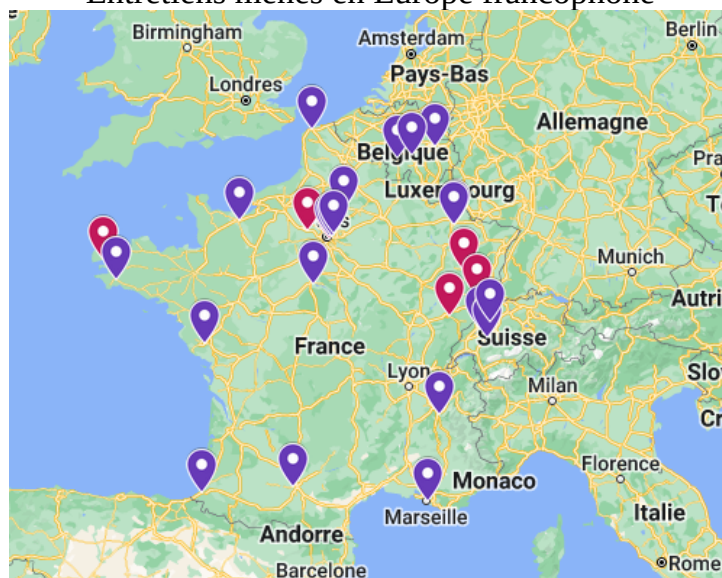 Entretiens menés en Europe francophone
Birmingham
Amsterdam
Berlin
Pays-Bas
Londres
Allemagne
Belgique
Luxembourg
Munich
France
Suisse
Lyon
Milan
Monaco
Florence
Marseille
Italie
Andorre
Barcelone
Rome